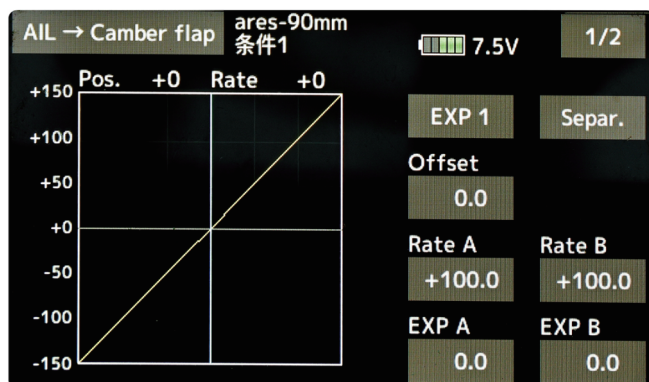 AIL → Camber flap
ares-90mm
条件1
7.5V
1/2
Pos. +0 Rate +0
+150
+100
+50
+0
-50
-100
-150
EXP 1
Separ.
Offset
0.0
Rate A
Rate B
+100.0
+100.0
EXP A
EXP B
0.0
0.0